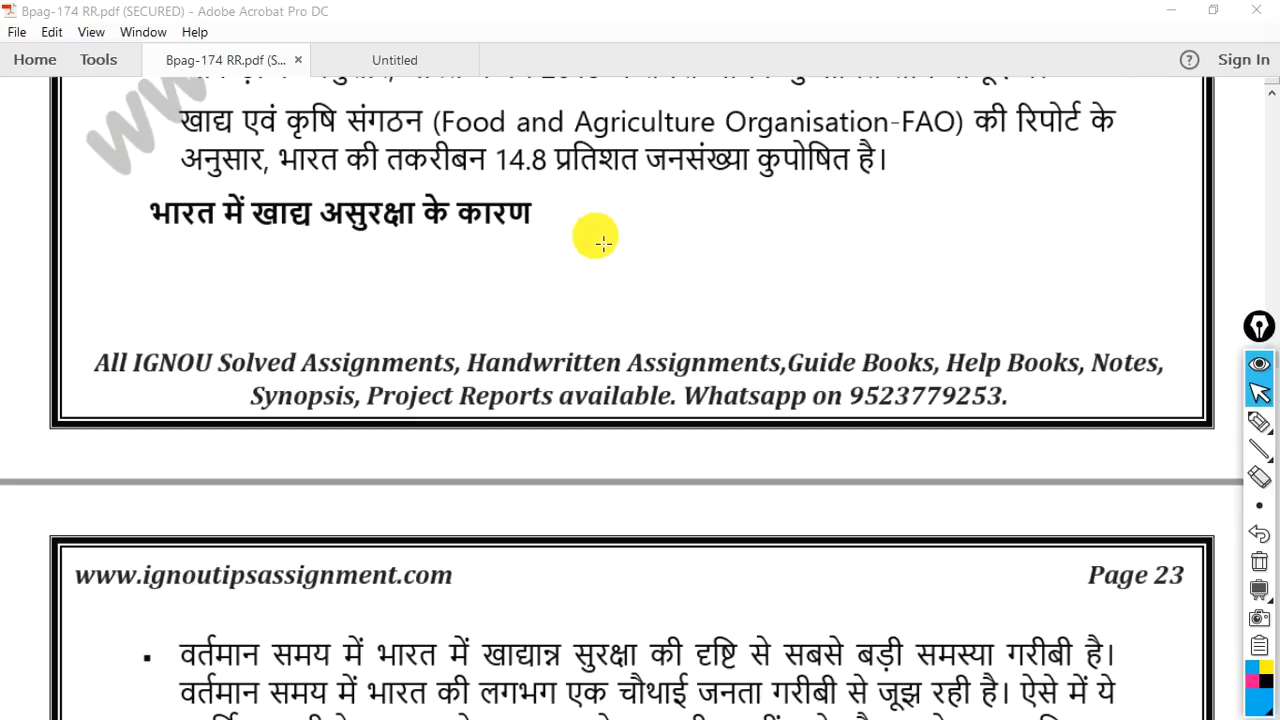 Bpag-174 RR.pdf (SECURED) - Adobe Acrobat Pro DC
File Edit View Window Help
Home Tools Bpag-174 RR.pdf (S... × Untitled Sign In
खाद्य एवं कृषि संगठन (Food and Agriculture Organisation-FAO) की रिपोर्ट के
अनुसार, भारत की तकरीबन 14.8 प्रतिशत जनसंख्या कुपोषित है।
भारत में खाद्य असुरक्षा के कारण
All IGNOU Solved Assignments, Handwritten Assignments,Guide Books, Help Books, Notes,
Synopsis, Project Reports available. Whatsapp on 9523779253.
www.ignoutipsassignment.com Page 23
▪ वर्तमान समय में भारत में खाद्यान्न सुरक्षा की दृष्टि से सबसे बड़ी समस्या गरीबी है।
वर्तमान समय में भारत की लगभग एक चौथाई जनता गरीबी से जूझ रही है। ऐसे में ये